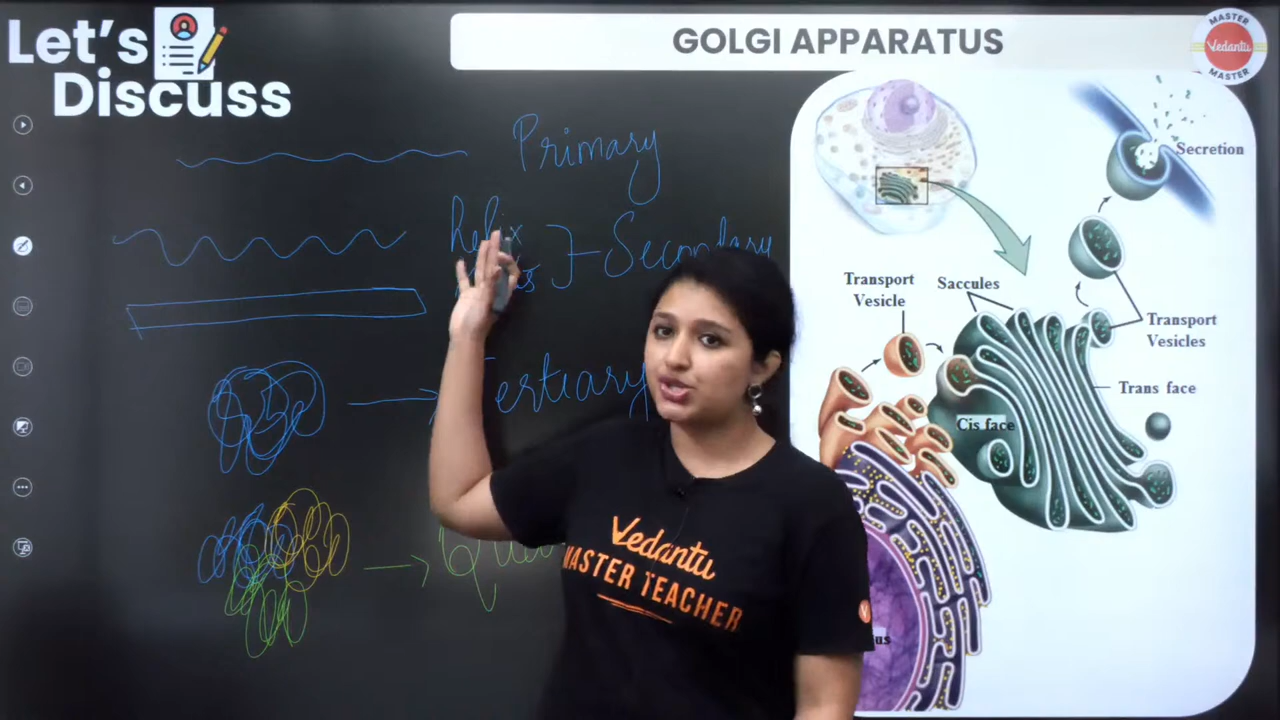 Let's
Discuss
GOLGI APPARATUS
MASTER
Vedantu
MASTER
Primary
Helix
Secondary
Tertiary
Secretion
Transport
Vesicle
Saccules
Transport
Vesicles
Trans face
Cis face
Vedantu
MASTER TEACHER
V